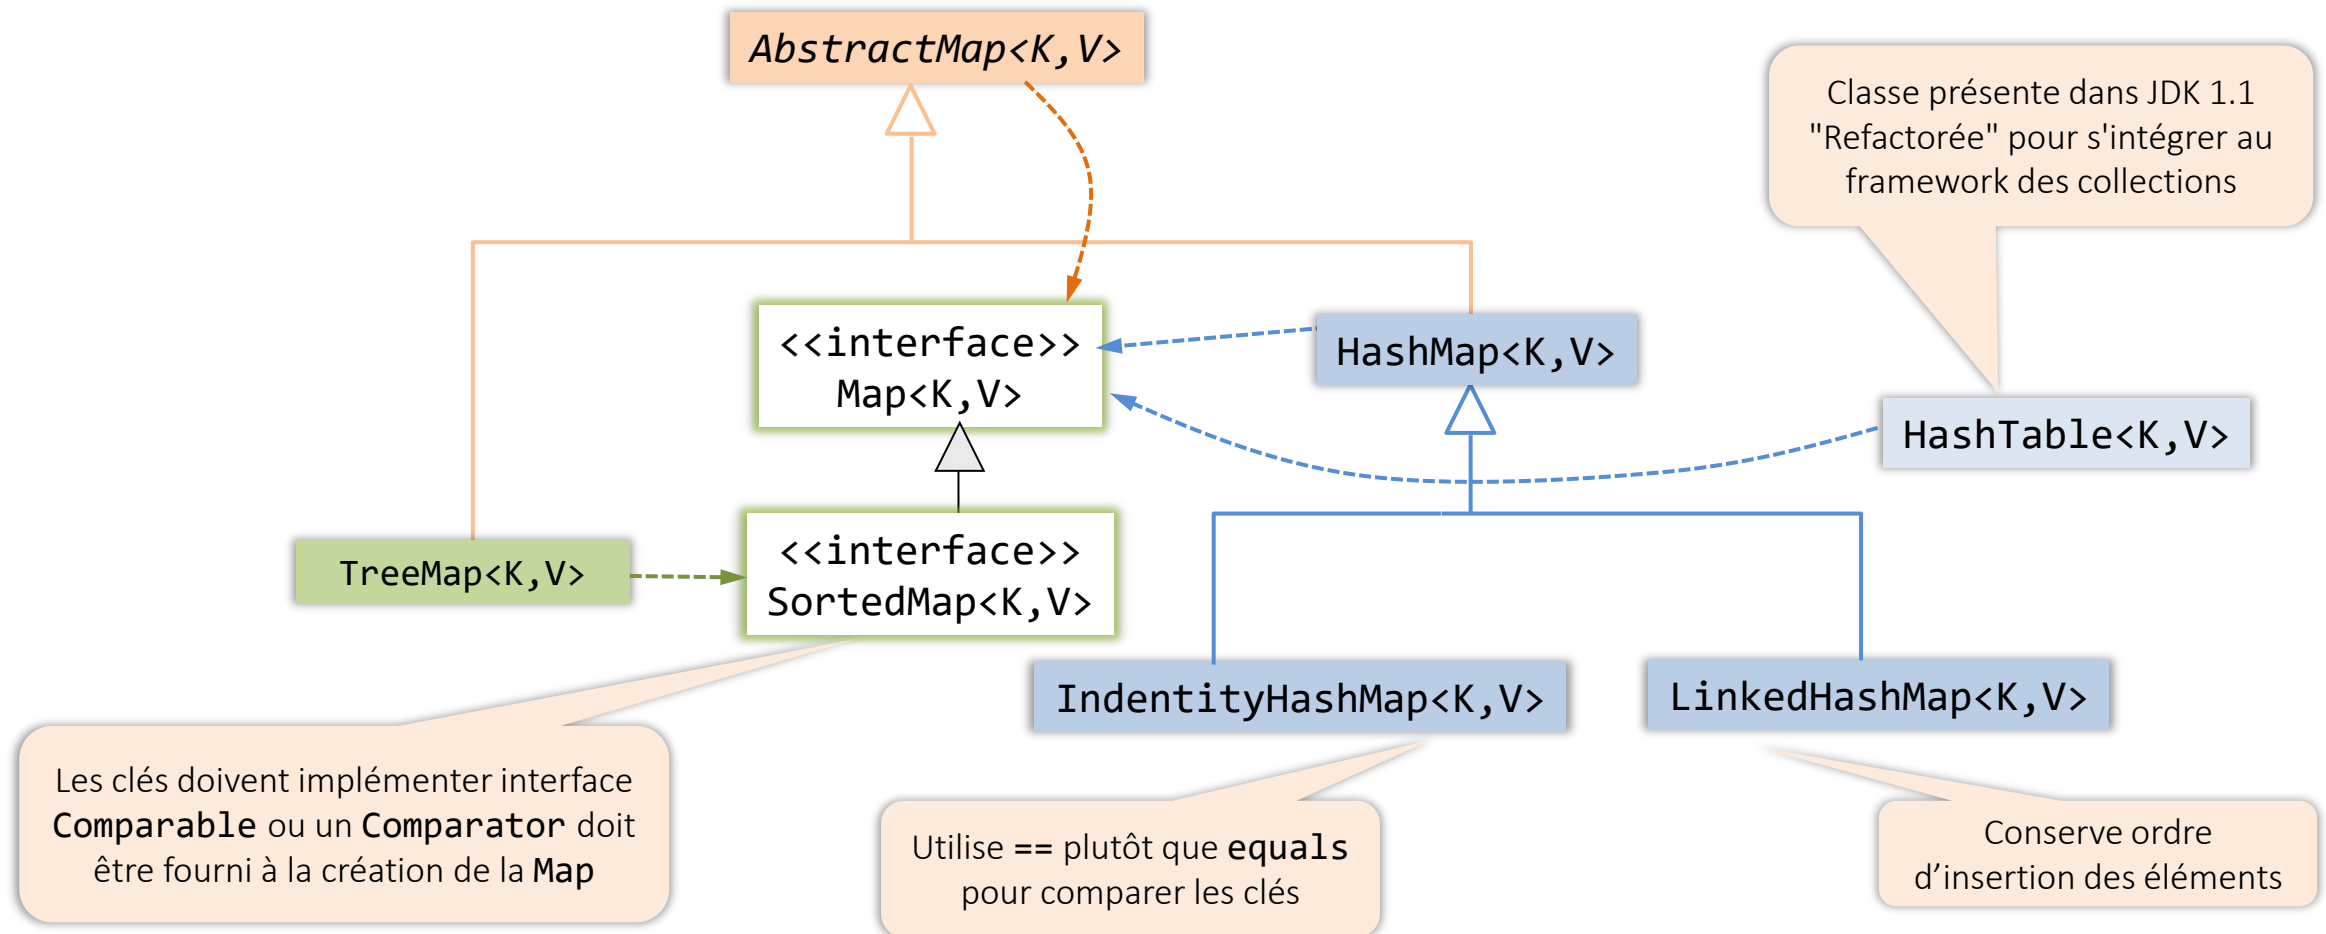 AbstractMap<K,V>
Classe présente dans JDK 1.1
"Refactorée" pour s'intégrer au
framework des collections
<<interface>>
Map<K,V>
HashMap<K,V>
HashTable<K,V>
TreeMap<K,V>
<<interface>>
SortedMap<K,V>
IndentityHashMap<K,V>
LinkedHashMap<K,V>
Les clés doivent implémenter interface
Comparable ou un Comparator doit
être fourni à la création de la Map
Utilise == plutôt que equals
pour comparer les clés
Conserve ordre
d’insertion des éléments